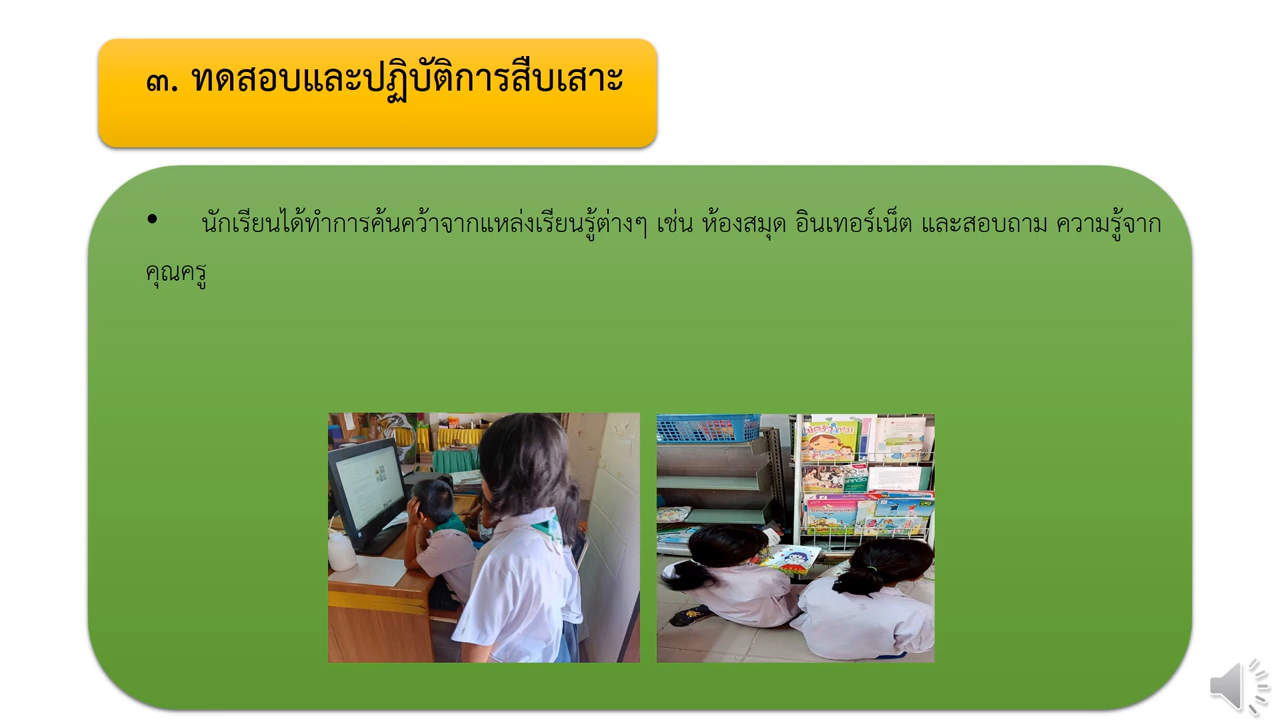 ๓. ทดสอบและปฏิบัติการสืบเสาะ
• นักเรียนได้ทำการค้นคว้าจากแหล่งเรียนรู้ต่างๆ เช่น ห้องสมุด อินเทอร์เน็ต และสอบถาม ความรู้จาก
คุณครู